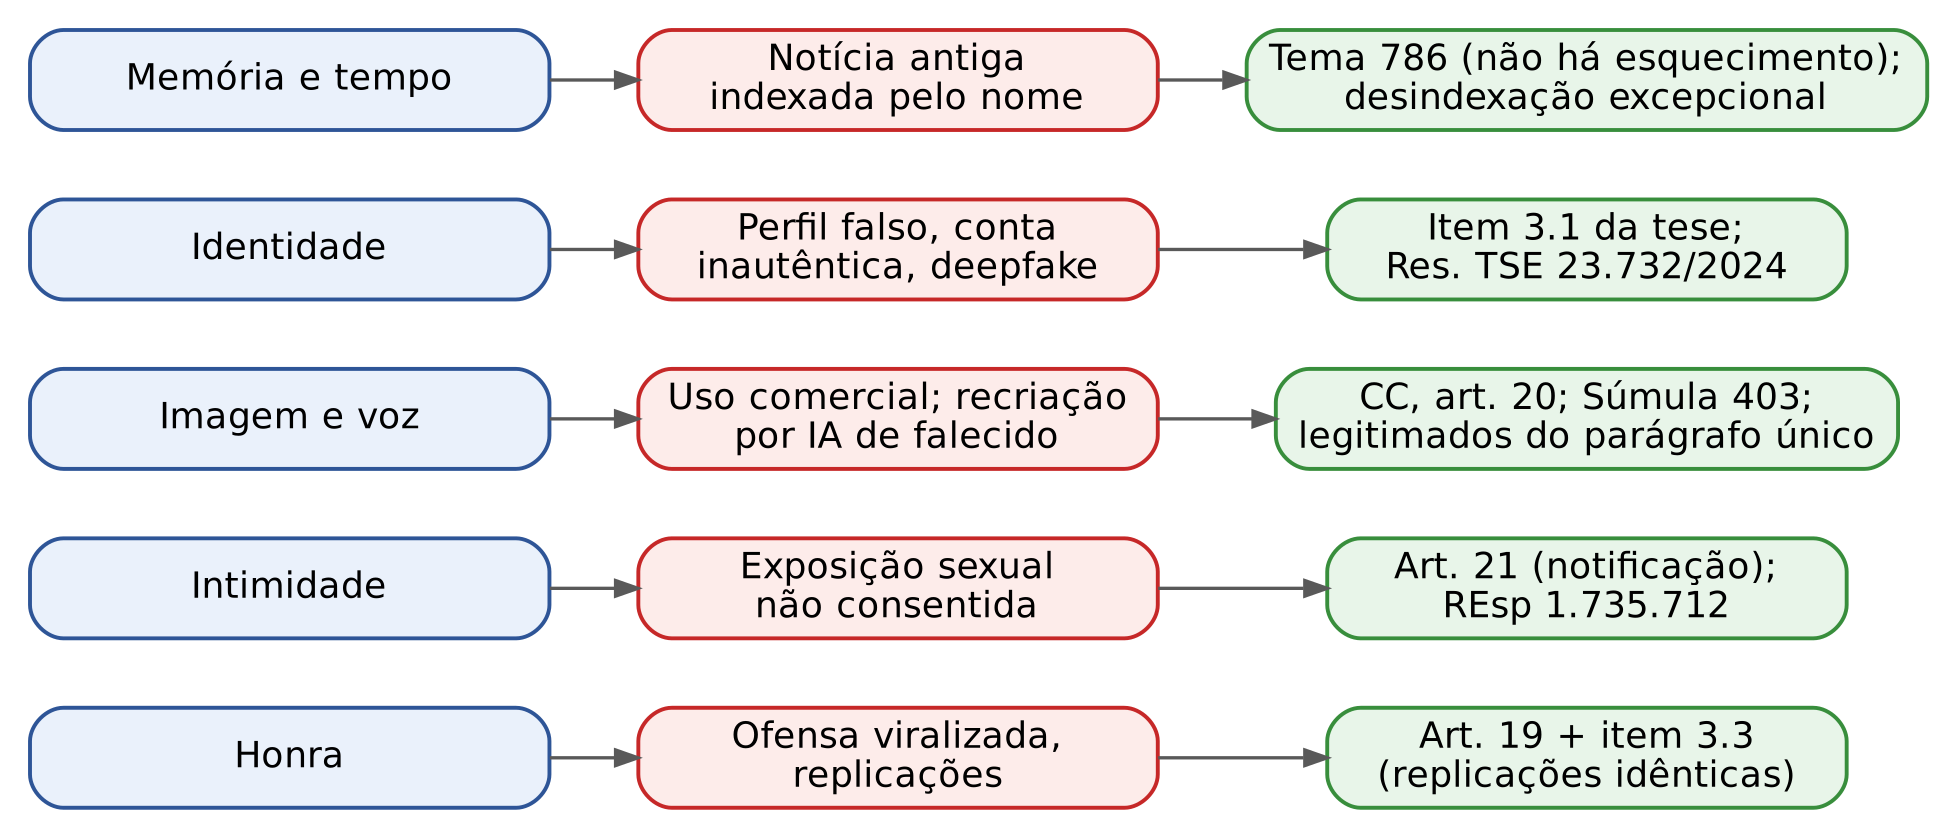 Memória e tempo
Notícia antiga
indexada pelo nome
Tema 786 (não há esquecimento);
desindexação excepcional
Identidade
Perfil falso, conta
inautêntica, deepfake
Item 3.1 da tese;
Res. TSE 23.732/2024
Imagem e voz
Uso comercial; recriação
por IA de falecido
CC, art. 20; Súmula 403;
legitimados do parágrafo único
Intimidade
Exposição sexual
não consentida
Art. 21 (notificação);
REsp 1.735.712
Honra
Ofensa viralizada,
replicações
Art. 19 + item 3.3
(replicações idênticas)